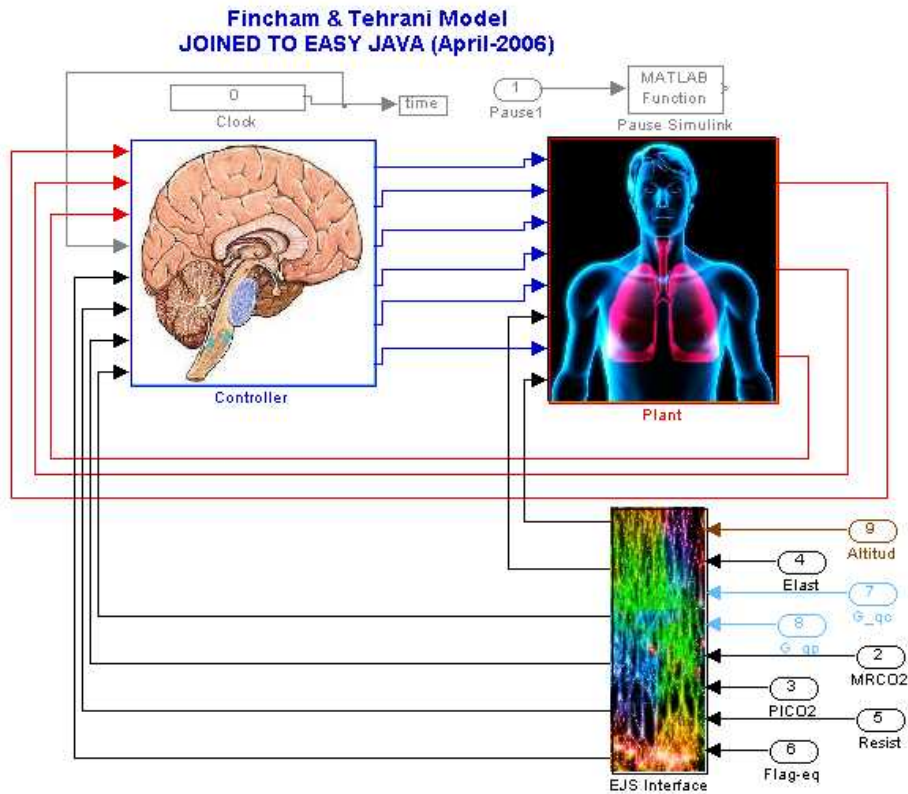 Fincham & Tehrani Model
JOINED TO EASY JAVA (April-2006)
0
Clock
time
1
Pause1
MATLAB
Function
Pause Simulink
Controller
Plant
9
Altitud
4
Elast
7
G_qc
8
G_qp
2
MRCO2
3
PICO2
5
Resist
6
Flag-eq
EJS Interface